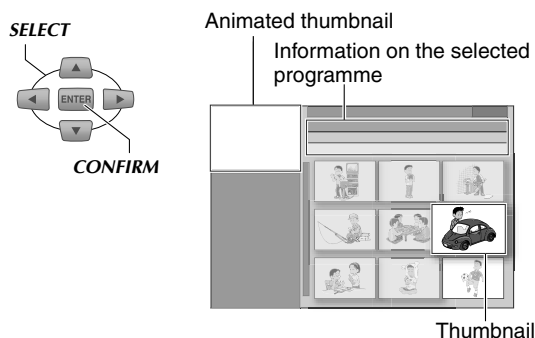 SELECT
ENTER
CONFIRM
Animated thumbnail
Information on the selected
programme
Thumbnail